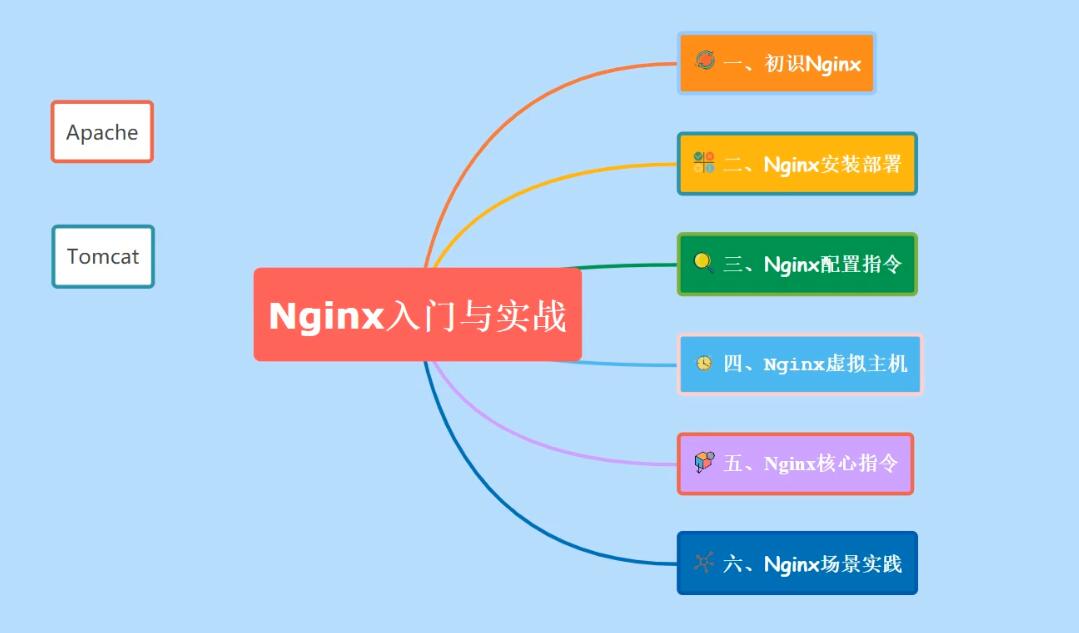 Apache
Tomcat
Nginx入门与实战
一、初识Nginx
二、Nginx安装部署
三、Nginx配置指令
四、Nginx虚拟主机
五、Nginx核心指令
六、Nginx场景实践